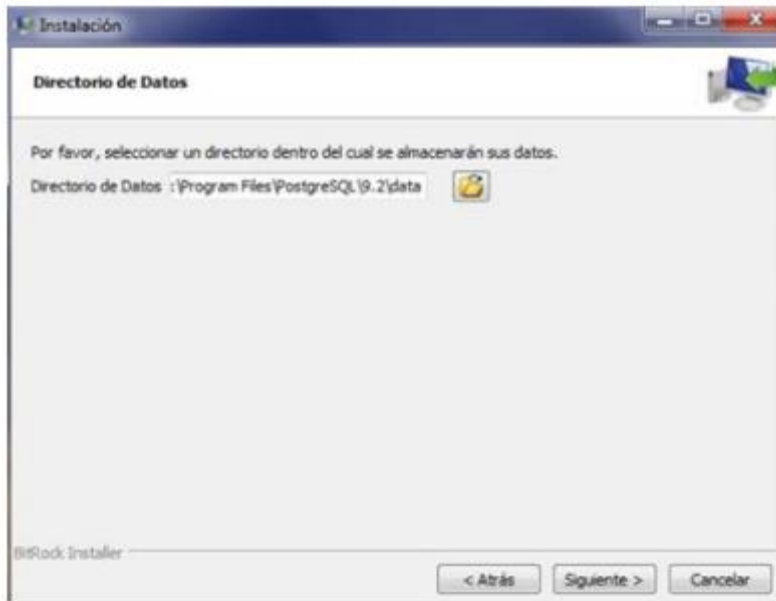 Instalación
Directorio de Datos
Por favor, seleccionar un directorio dentro del cual se almacenarán sus datos.
Directorio de Datos :\Program Files\PostgreSQL\9.2\data
BitRock Installer
< Atrás Siguiente > Cancelar